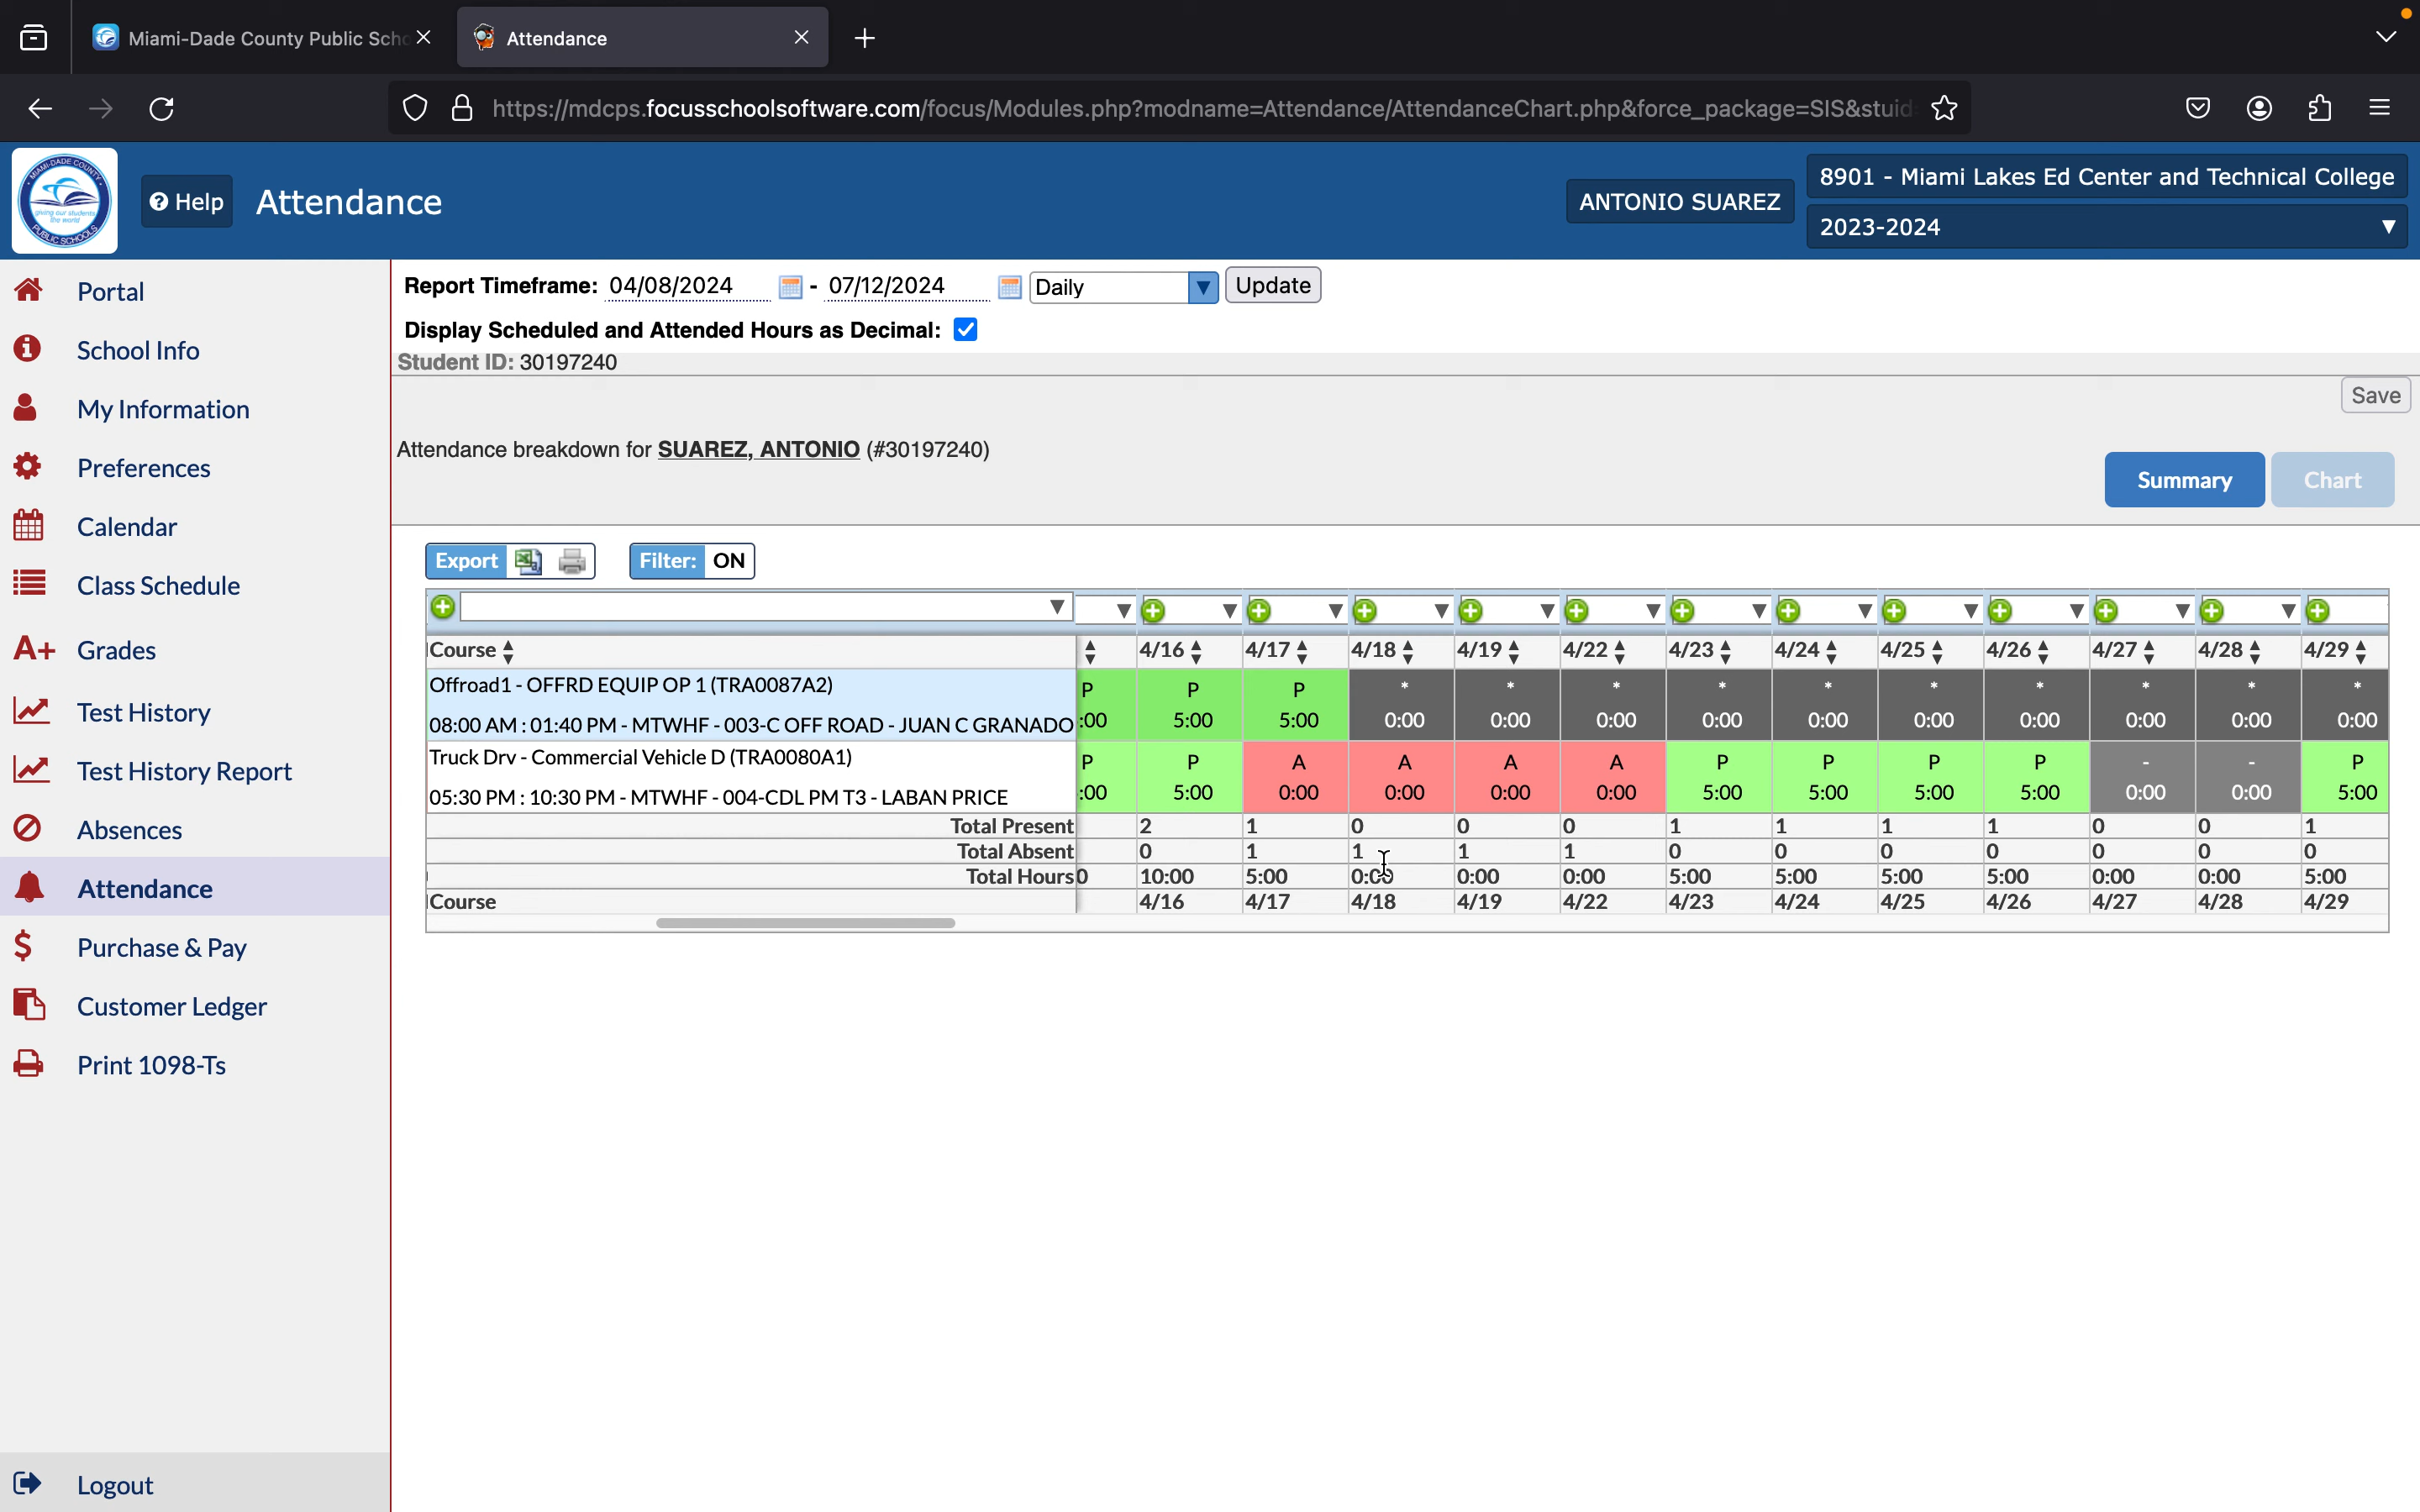 Miami-Dade County Public Sch
Attendance
https://mdcps.focusschoolsoftware.com/focus/Modules.php?modname=Attendance/AttendanceChart.php&force_package=SIS&stuid
Help
Attendance
ANTONIO SUAREZ
8901 - Miami Lakes Ed Center and Technical College
2023-2024
MIAMI-DADE COUNTY
giving our students the world
PUBLIC SCHOOLS
Portal
School Info
My Information
Preferences
Calendar
Class Schedule
A+ Grades
Test History
Test History Report
Absences
Attendance
$ Purchase & Pay
Customer Ledger
Print 1098-Ts
Logout
Report Timeframe: 04/08/2024 - 07/12/2024 Daily Update
Display Scheduled and Attended Hours as Decimal:
Student ID: 30197240
Save
Attendance breakdown for SUAREZ, ANTONIO (#30197240)
Summary Chart
Export Filter: ON
Course 4/16 4/17 4/18 4/19 4/22 4/23 4/24 4/25 4/26 4/27 4/28 4/29
Offroad1 - OFFRD EQUIP OP 1 (TRA0087A2) P P P * * * * * * * * * *
08:00 AM : 01:40 PM - MTWHF - 003-C OFF ROAD - JUAN C GRANADO :00 5:00 5:00 0:00 0:00 0:00 0:00 0:00 0:00 0:00 0:00 0:00 0:00
Truck Drv - Commercial Vehicle D (TRA0080A1) P P A A A A P P P P - - P
05:30 PM : 10:30 PM - MTWHF - 004-CDL PM T3 - LABAN PRICE :00 5:00 0:00 0:00 0:00 0:00 5:00 5:00 5:00 5:00 0:00 0:00 5:00
Total Present 2 1 0 0 0 1 1 1 1 0 0 1
Total Absent 0 1 1 1 1 0 0 0 0 0 0 0
Total Hours 0 10:00 5:00 0:00 0:00 0:00 5:00 5:00 5:00 5:00 0:00 0:00 5:00
Course 4/16 4/17 4/18 4/19 4/22 4/23 4/24 4/25 4/26 4/27 4/28 4/29